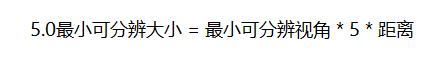 5.0最小可分辨大小 = 最小可分辨视角 * 5 * 距离